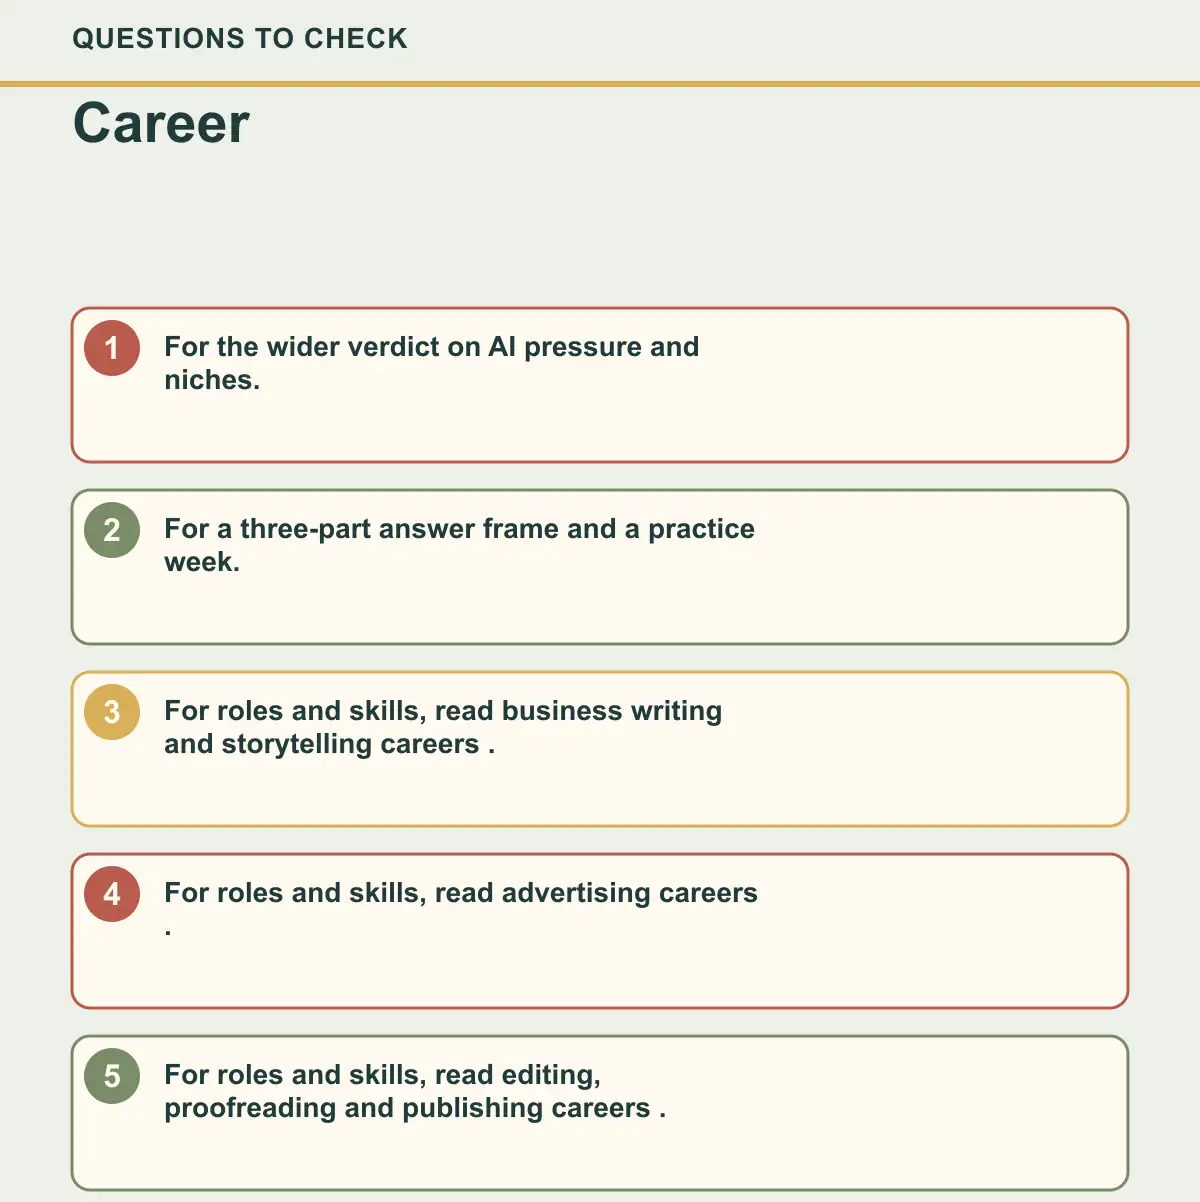 QUESTIONS TO CHECK
Career
1
For the wider verdict on AI pressure and
niches.
2
For a three-part answer frame and a practice
week.
3
For roles and skills, read business writing
and storytelling careers .
4
For roles and skills, read advertising careers
.
5
For roles and skills, read editing,
proofreading and publishing careers .